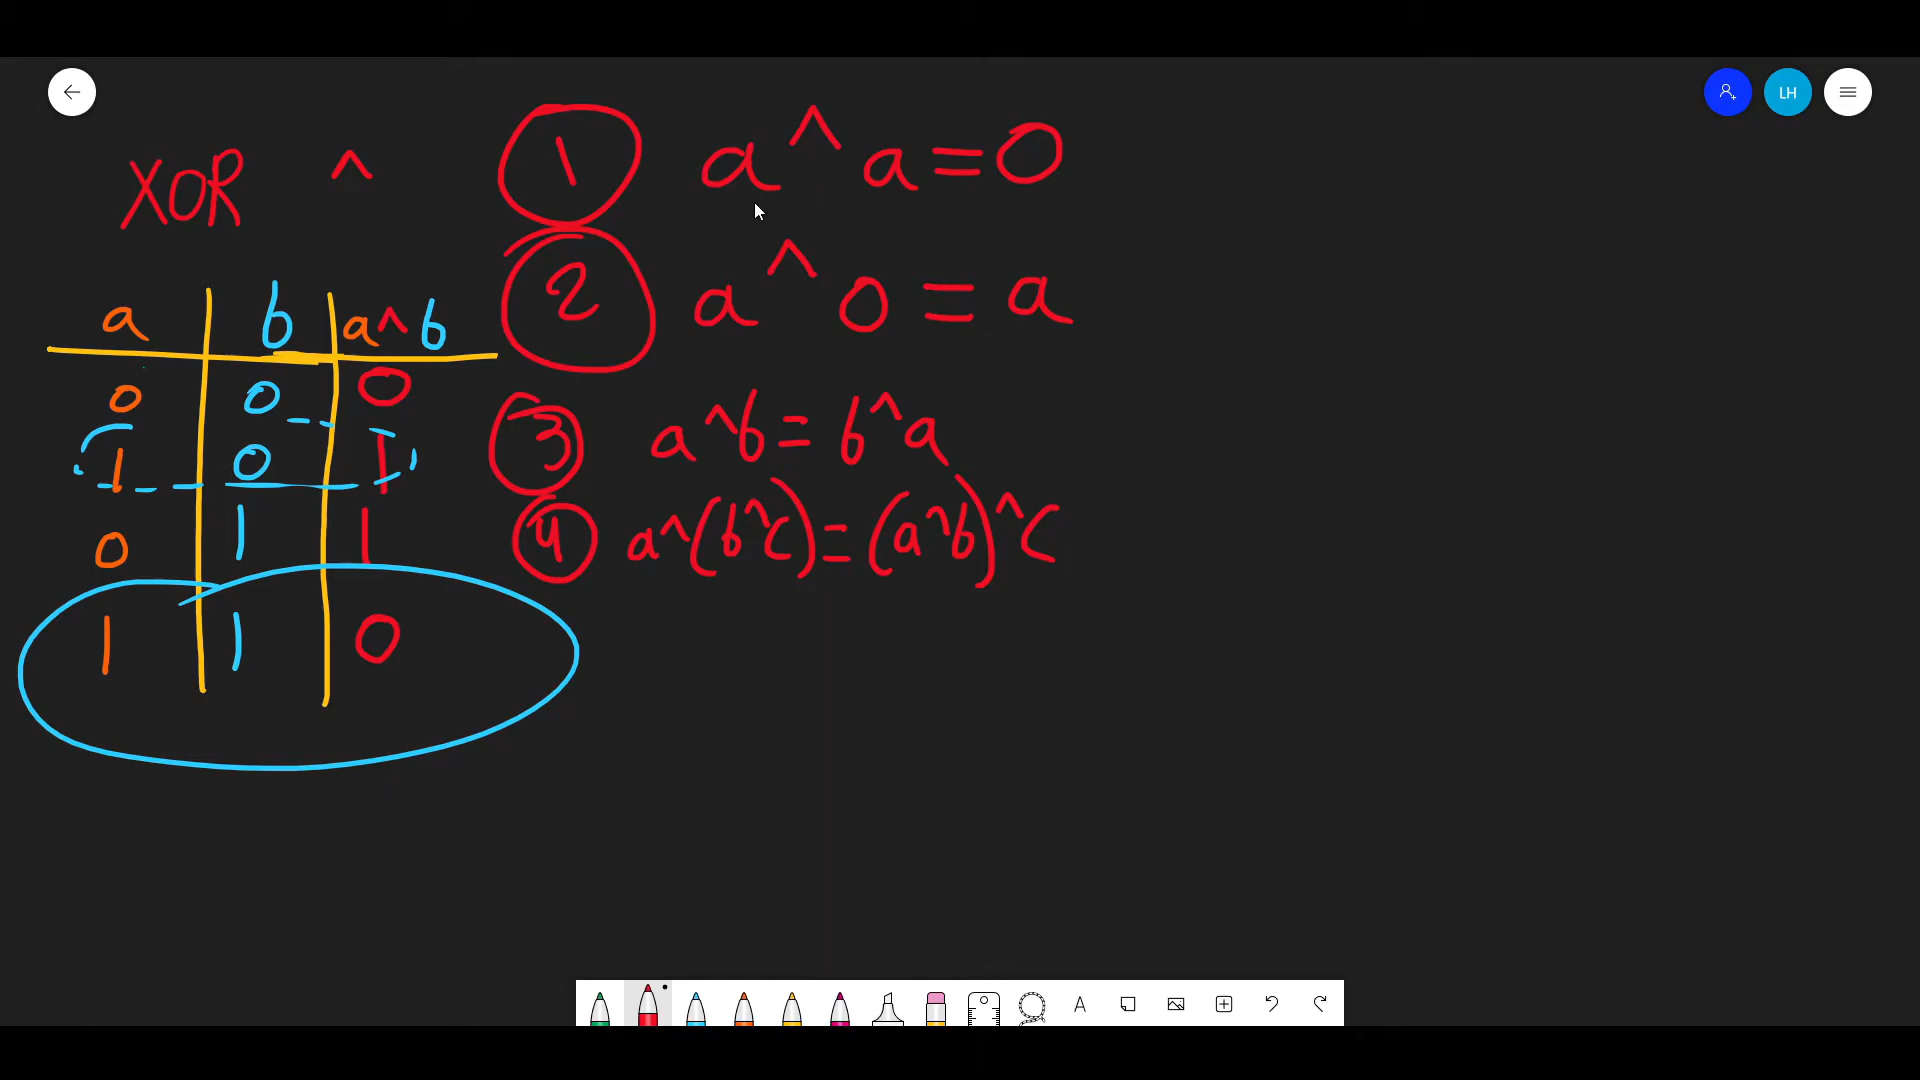 LH
XOR ^
① a^a=0
② a^0=a
③ a^b=b^a
④ a^(b^c)=(a^b)^c
a b a^b
0 0 0
1 0 1
0 1 1
1 1 0
A